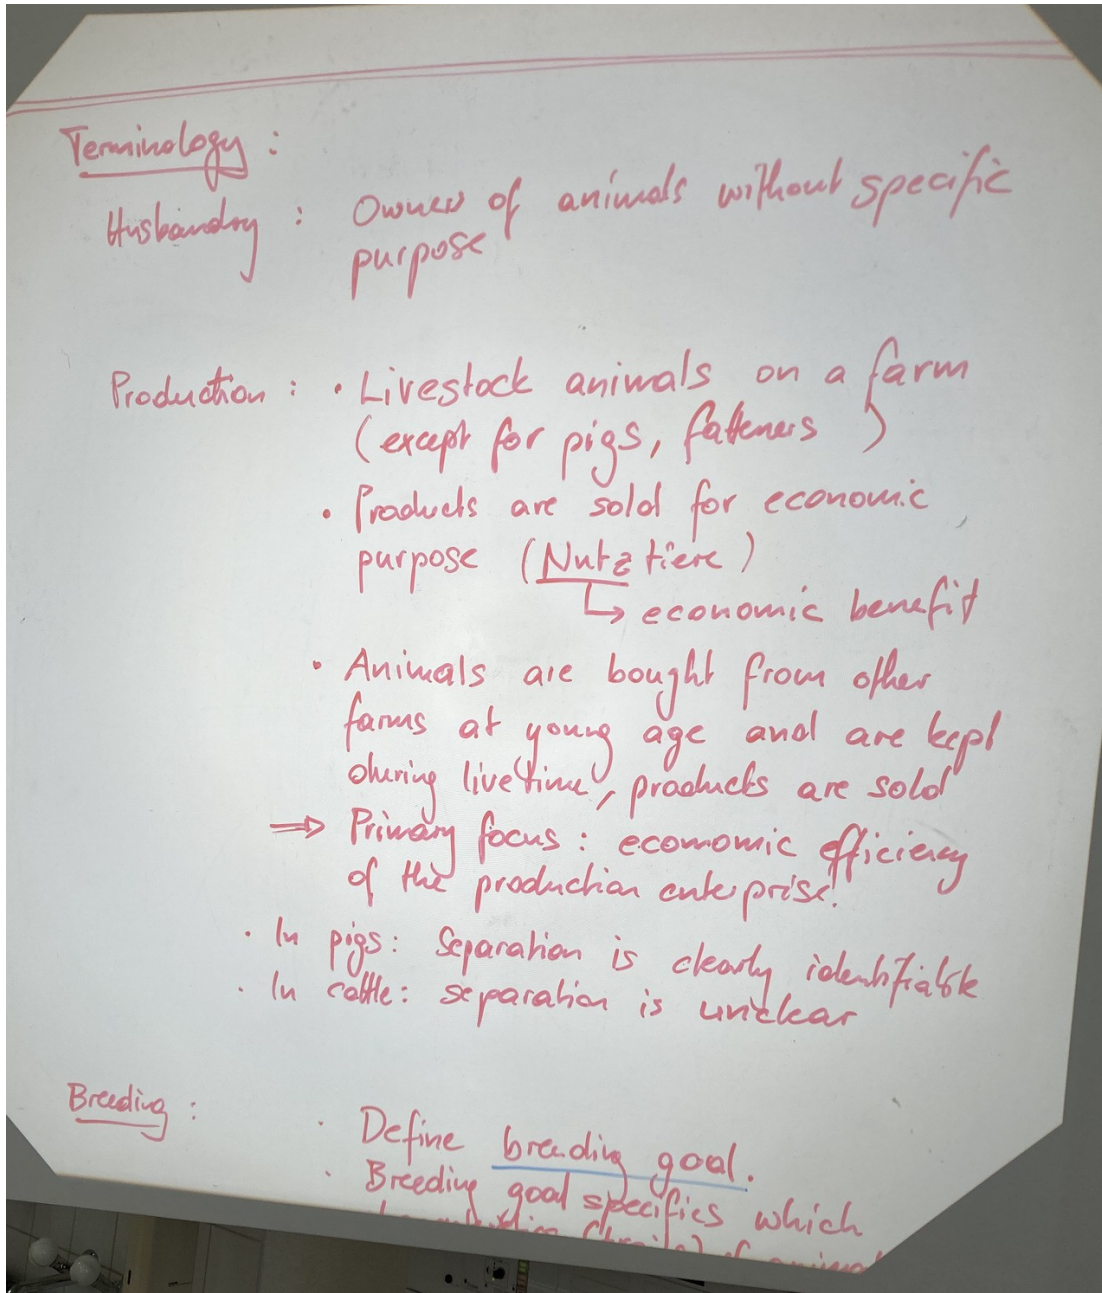 Terminology :
Husbandry : Owner of animals without specific
purpose
Production : • Livestock animals on a farm
(except for pigs, fatteners )
• Products are sold for economic
purpose (Nutztiere)
↳ economic benefit
• Animals are bought from other
farms at young age and are kept
during livetime, products are sold
⇒ Primary focus : economic efficiency
of the production enterprise!
• In pigs: Separation is clearly identifiable
• In cattle: separation is unclear
Breeding : • Define breeding goal.
• Breeding goal specifies which